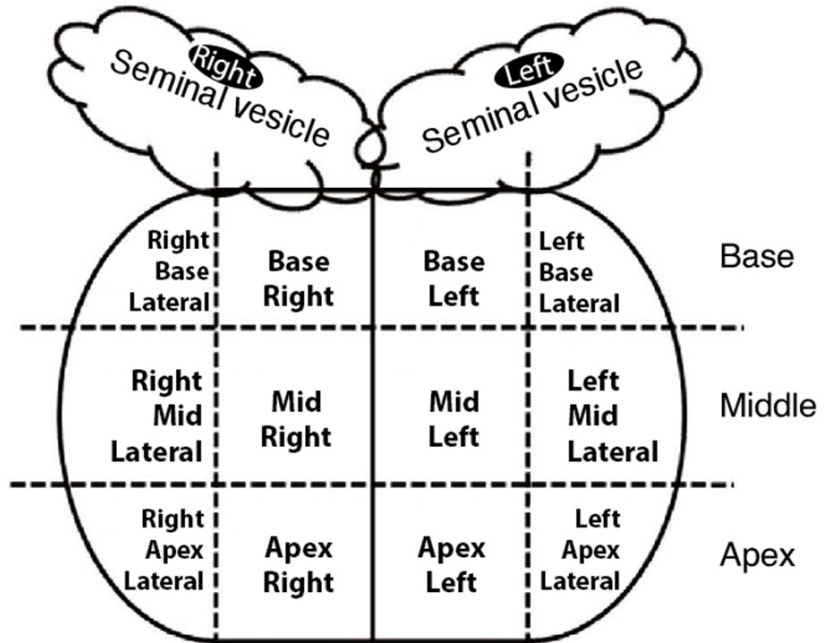 Right
Seminal vesicle
Left
Seminal vesicle
Right
Base
Lateral
Base
Right
Base
Left
Left
Base
Lateral
Base
Right
Mid
Lateral
Mid
Right
Mid
Left
Left
Mid
Lateral
Middle
Right
Apex
Lateral
Apex
Right
Apex
Left
Left
Apex
Lateral
Apex